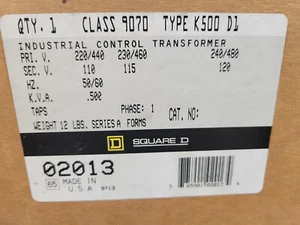 QTY. 1 CLASS 9070 TYPE K500 D1
INDUSTRIAL CONTROL TRANSFORMER
PRI. V. 220/440 230/460 240/480
SEC. V. 110 115 120
HZ. 50/60
K.V.A. .500
TAPS PHASE: 1
WEIGHT 12 LBS. SERIES A FORMS CAT. NO:
D SQUARE D
02013
65 MADE IN
U.S.A. 9713